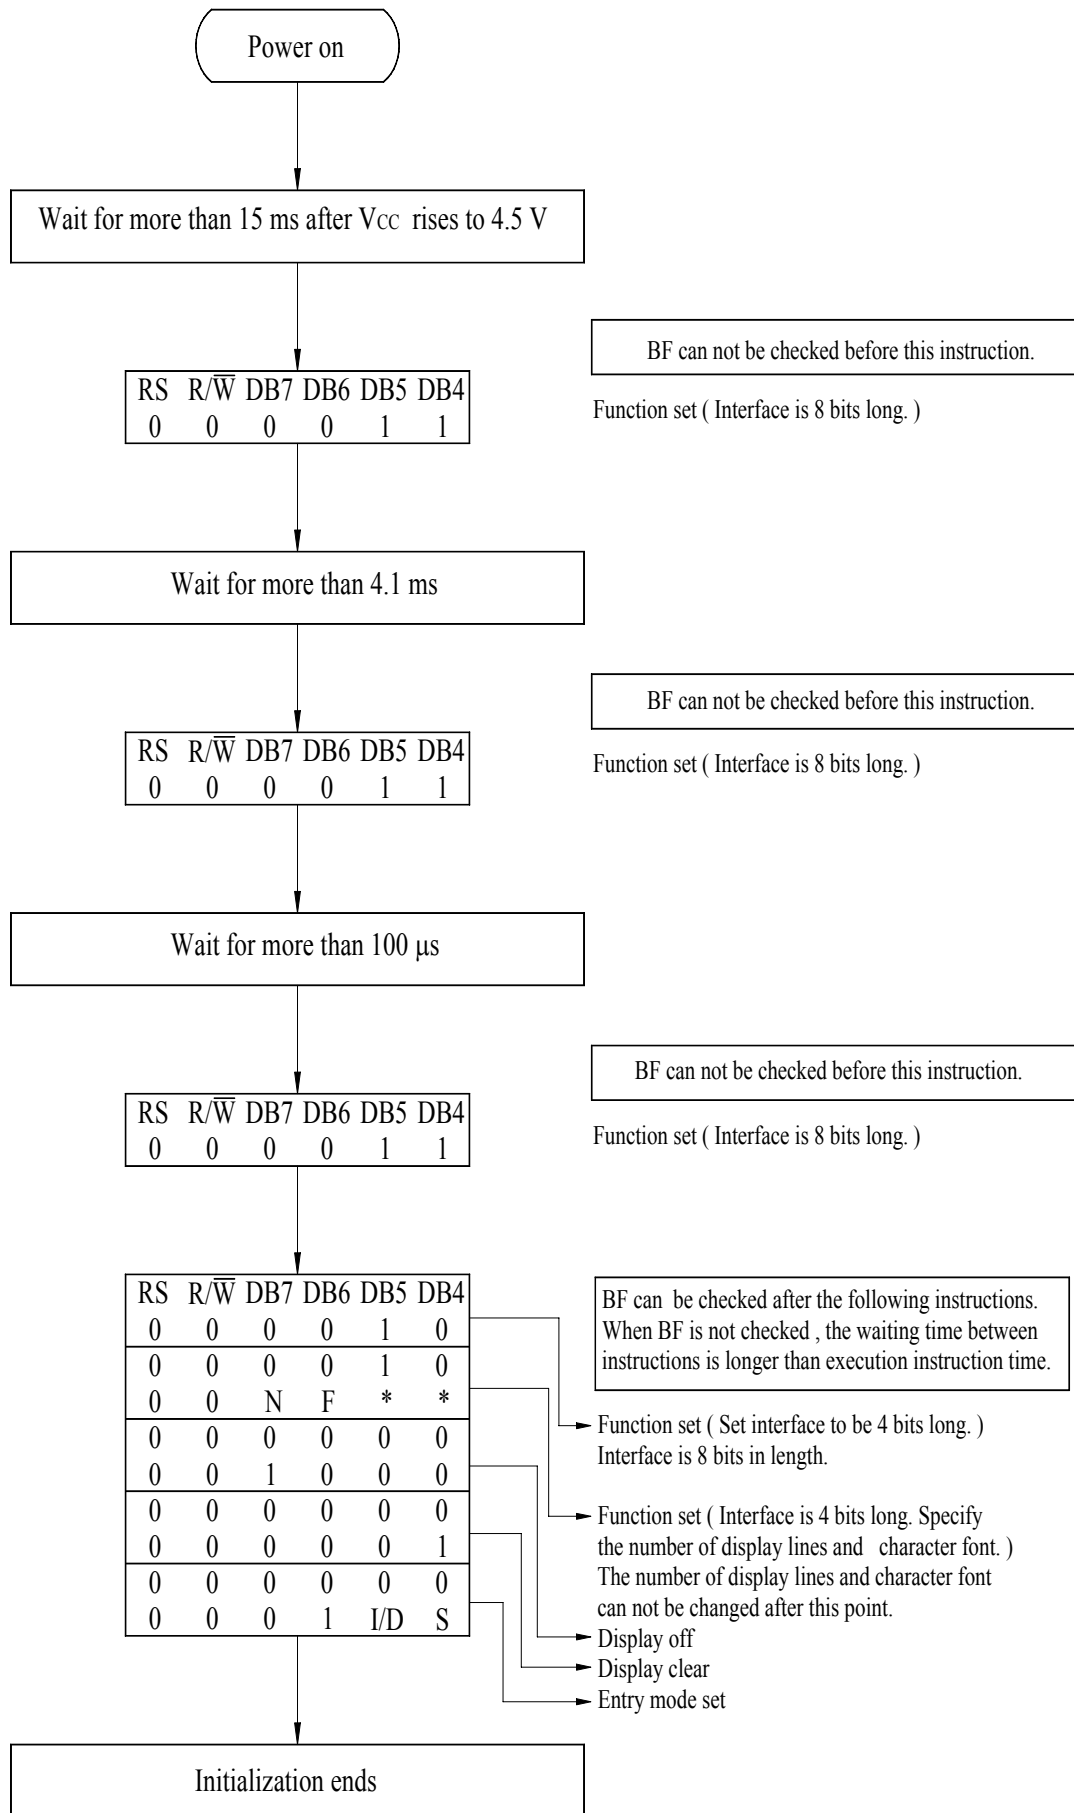 Power on
Wait for more than 15 ms after VCC rises to 4.5 V
BF can not be checked before this instruction.
RS R/W̅ DB7 DB6 DB5 DB4
0 0 0 0 1 1
Function set ( Interface is 8 bits long. )
Wait for more than 4.1 ms
BF can not be checked before this instruction.
RS R/W̅ DB7 DB6 DB5 DB4
0 0 0 0 1 1
Function set ( Interface is 8 bits long. )
Wait for more than 100 μs
BF can not be checked before this instruction.
RS R/W̅ DB7 DB6 DB5 DB4
0 0 0 0 1 1
Function set ( Interface is 8 bits long. )
RS R/W̅ DB7 DB6 DB5 DB4
0 0 0 0 1 0
0 0 0 0 1 0
0 0 N F * *
0 0 0 0 0 0
0 0 1 0 0 0
0 0 0 0 0 0
0 0 0 0 0 1
0 0 0 0 0 0
0 0 0 1 I/D S
BF can be checked after the following instructions.
When BF is not checked , the waiting time between
instructions is longer than execution instruction time.
Function set ( Set interface to be 4 bits long. )
Interface is 8 bits in length.
Function set ( Interface is 4 bits long. Specify
the number of display lines and character font. )
The number of display lines and character font
can not be changed after this point.
Display off
Display clear
Entry mode set
Initialization ends